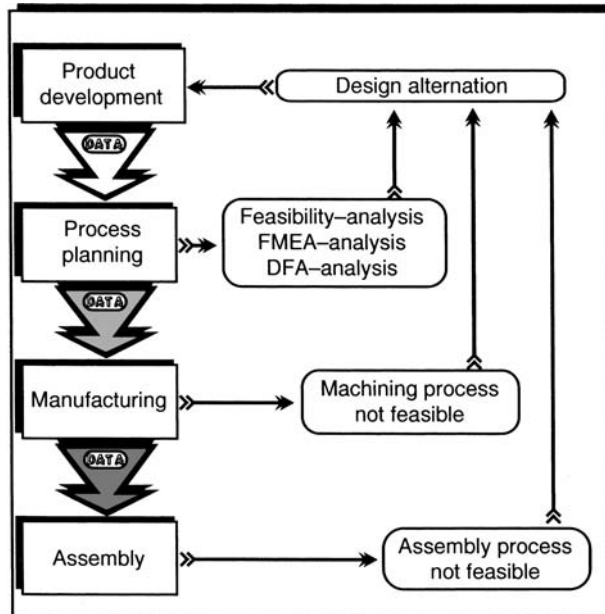 Product
development
Design alternation
DATA
Process
planning
Feasibility–analysis
FMEA–analysis
DFA–analysis
DATA
Manufacturing
Machining process
not feasible
DATA
Assembly
Assembly process
not feasible